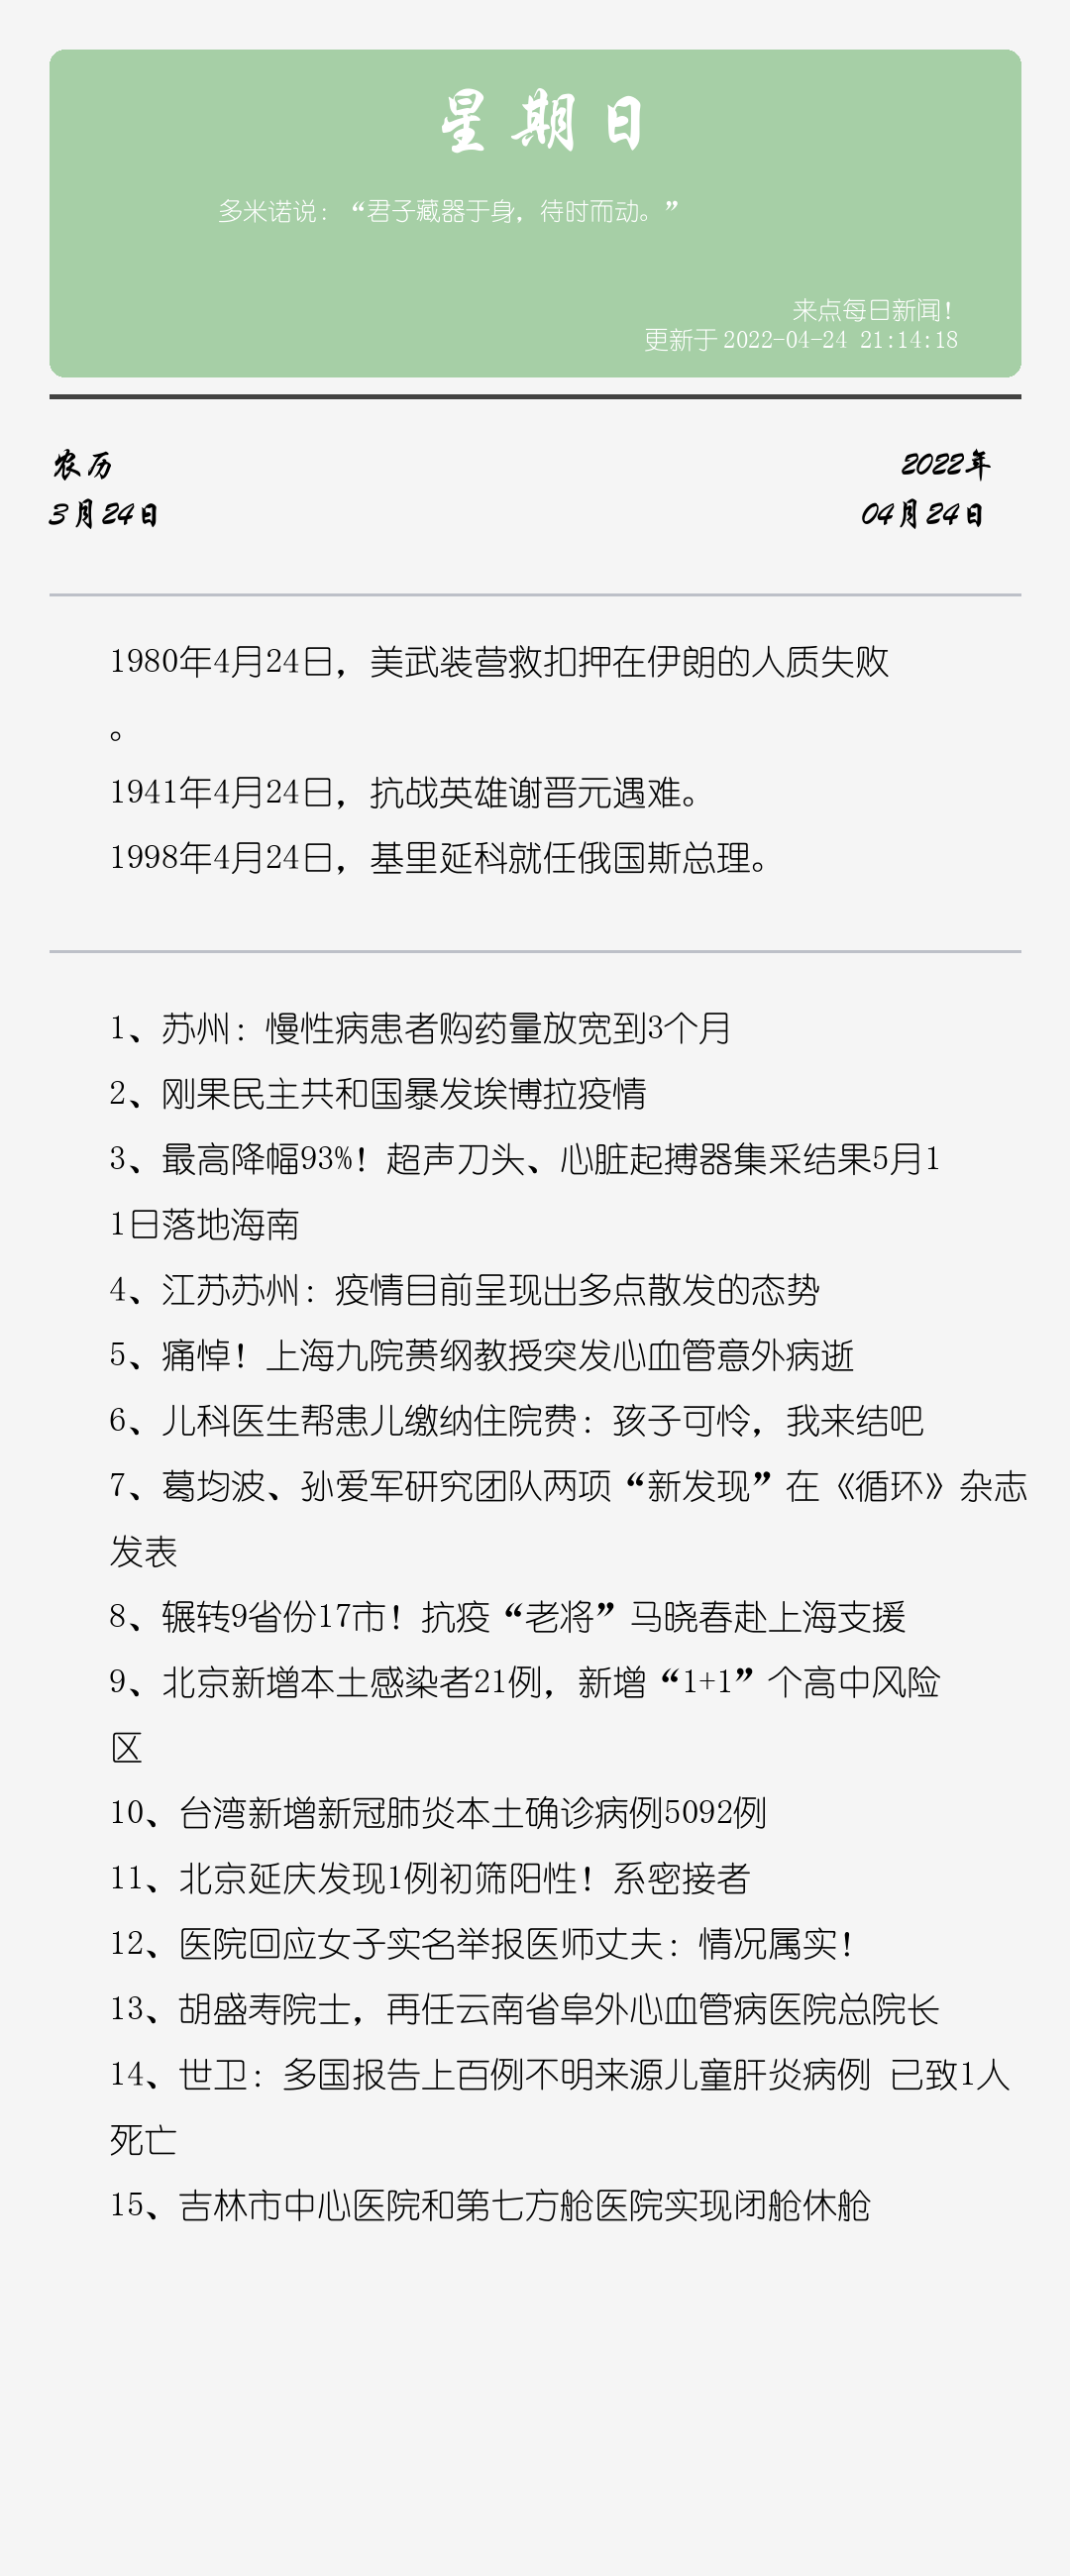 星期日
多米诺说：“君子藏器于身，待时而动。”
来点每日新闻！
更新于 2022-04-24 21:14:18
农历
2022年
3月24日
04月24日
1980年4月24日，美武装营救扣押在伊朗的人质失败
。
1941年4月24日，抗战英雄谢晋元遇难。
1998年4月24日，基里延科就任俄国斯总理。
1、苏州：慢性病患者购药量放宽到3个月
2、刚果民主共和国暴发埃博拉疫情
3、最高降幅93%！超声刀头、心脏起搏器集采结果5月1
1日落地海南
4、江苏苏州：疫情目前呈现出多点散发的态势
5、痛悼！上海九院蒉纲教授突发心血管意外病逝
6、儿科医生帮患儿缴纳住院费：孩子可怜，我来结吧
7、葛均波、孙爱军研究团队两项“新发现”在《循环》杂志
发表
8、辗转9省份17市！抗疫“老将”马晓春赴上海支援
9、北京新增本土感染者21例，新增“1+1”个高中风险
区
10、台湾新增新冠肺炎本土确诊病例5092例
11、北京延庆发现1例初筛阳性！系密接者
12、医院回应女子实名举报医师丈夫：情况属实！
13、胡盛寿院士，再任云南省阜外心血管病医院总院长
14、世卫：多国报告上百例不明来源儿童肝炎病例 已致1人
死亡
15、吉林市中心医院和第七方舱医院实现闭舱休舱